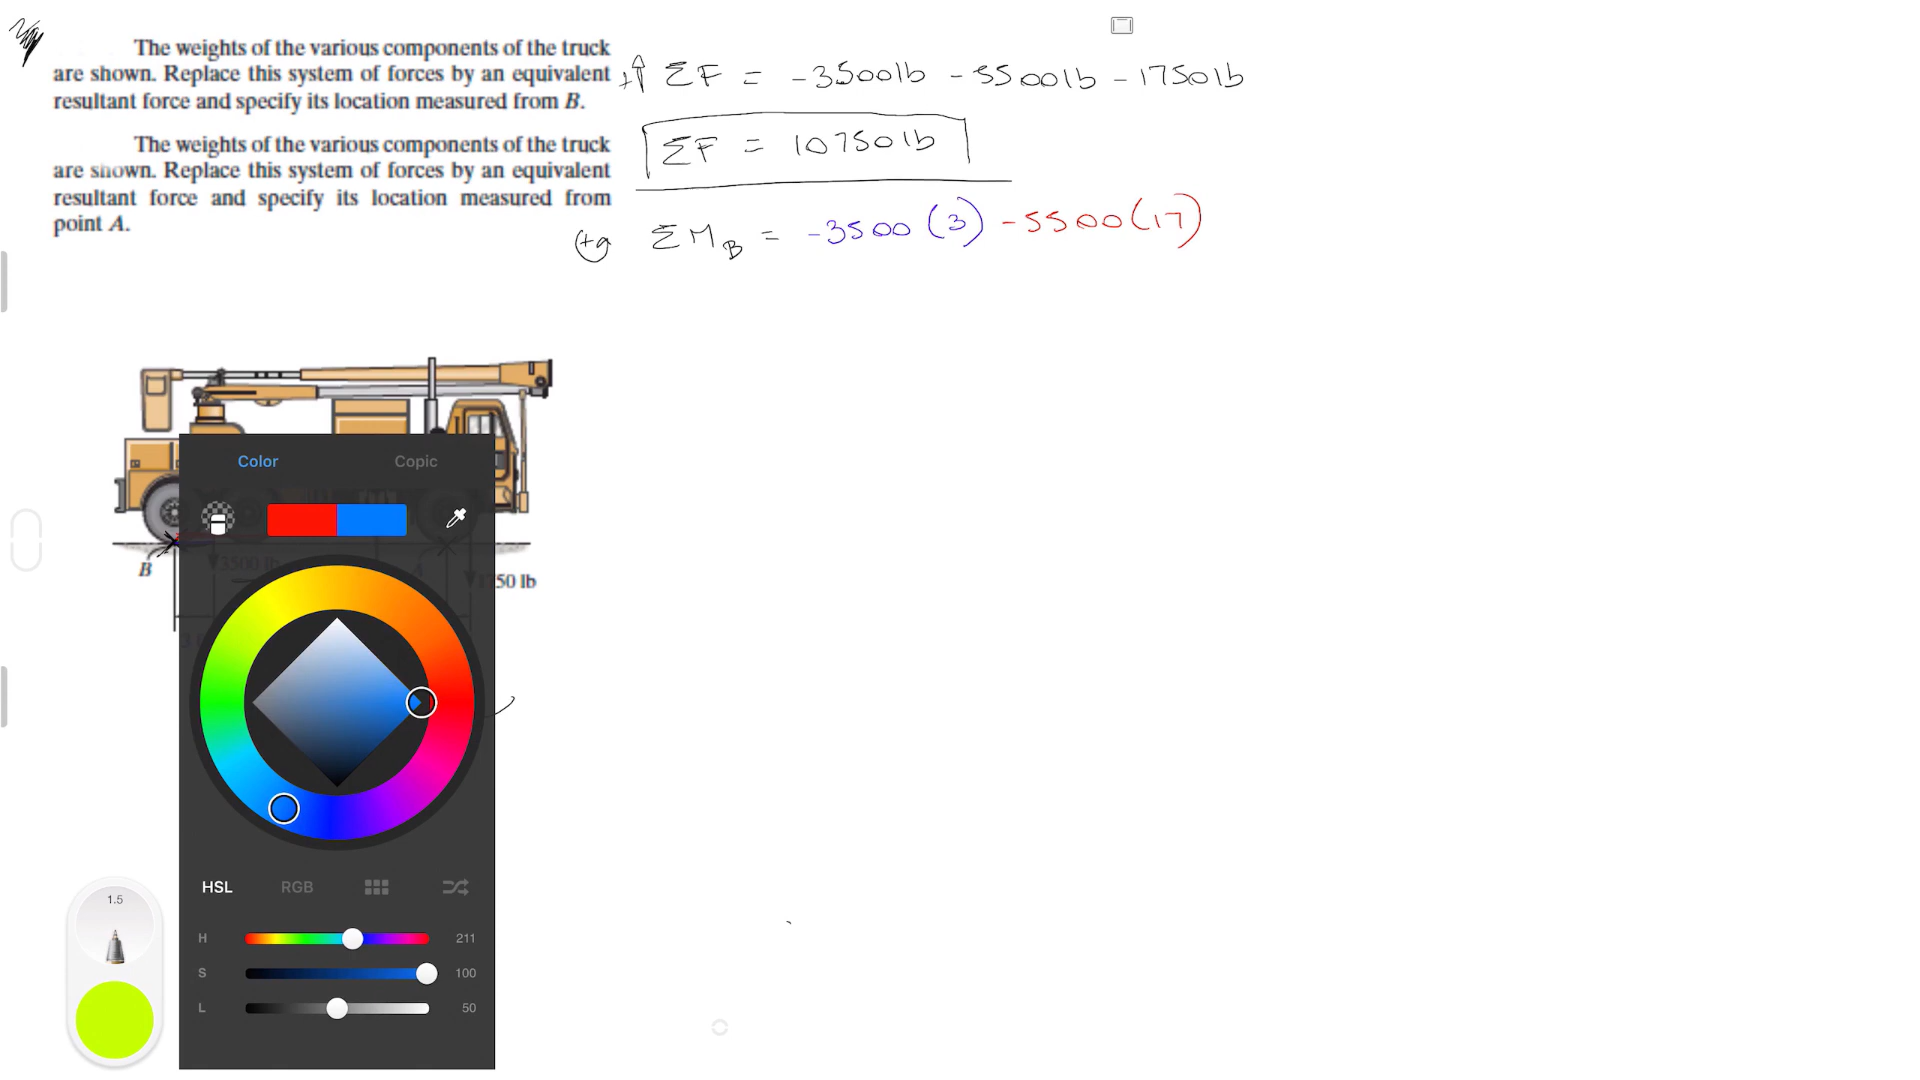 The weights of the various components of the truck
are shown. Replace this system of forces by an equivalent
resultant force and specify its location measured from B.
The weights of the various components of the truck
are shown. Replace this system of forces by an equivalent
resultant force and specify its location measured from
point A.
+↑ ΣF = -3500lb -5500lb -1750lb
ΣF = 10750lb
ΣM_B = -3500(3) -5500(17)
Color Copic
B
3500 lb
A
50 lb
3
HSL RGB
H 211
S 100
L 50
1.5